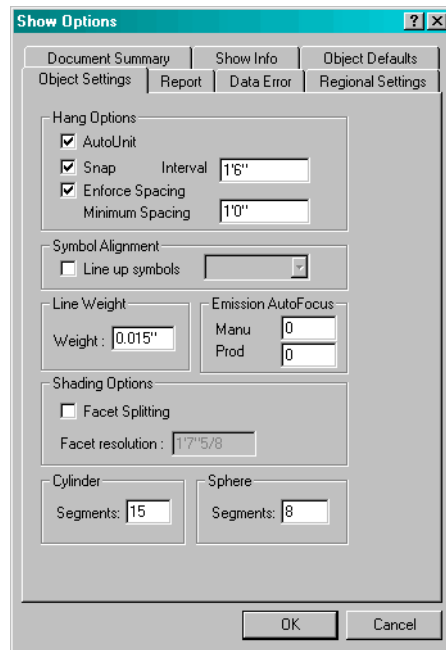 Show Options
Document Summary Show Info Object Defaults
Object Settings Report Data Error Regional Settings
Hang Options
AutoUnit
Snap Interval 1'6"
Enforce Spacing
Minimum Spacing 1'0"
Symbol Alignment
Line up symbols
Line Weight Emission AutoFocus
Weight : 0.015" Manu 0
Prod 0
Shading Options
Facet Splitting
Facet resolution : 1'7"5/8
Cylinder Sphere
Segments: 15 Segments: 8
OK Cancel